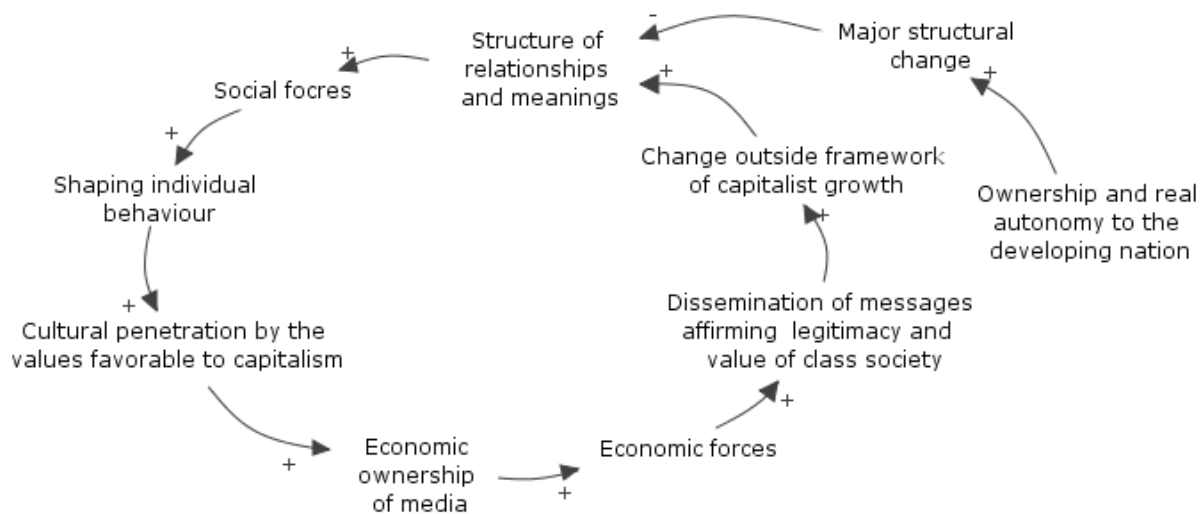 Structure of
relationships
and meanings
-
Major structural
change
+
+
+
Social focres
+
Change outside framework
of capitalist growth
Shaping individual
behaviour
Ownership and real
autonomy to the
developing nation
+
+
Dissemination of messages
affirming legitimacy and
value of class society
Cultural penetration by the
values favorable to capitalism
+
Economic forces
Economic
ownership
of media
+
+